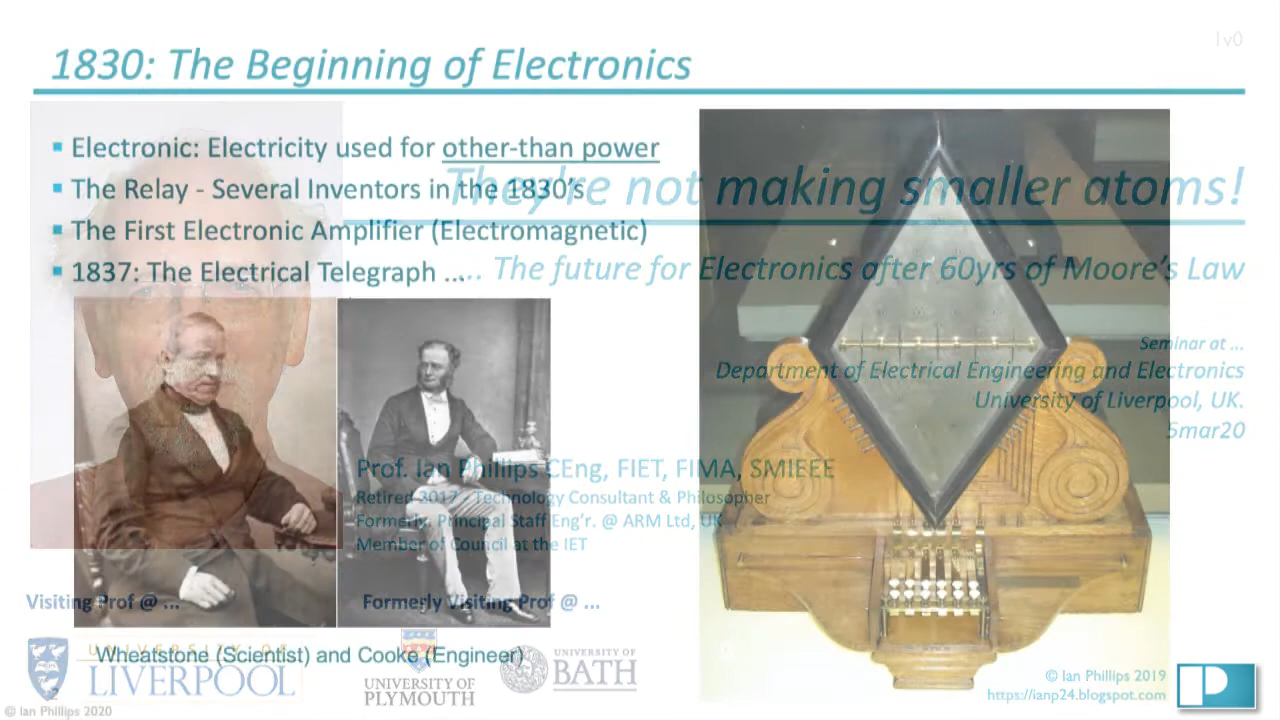 1v0
1830: The Beginning of Electronics
Electronic: Electricity used for other-than power
They're not making smaller atoms!
The Relay - Several Inventors in the 1830's
The First Electronic Amplifier (Electromagnetic)
1837: The Electrical Telegraph ...
... The future for Electronics after 60yrs of Moore's Law
Seminar at ...
Department of Electrical Engineering and Electronics
University of Liverpool, UK.
5mar20
Prof. Ian Phillips CEng, FIET, FIMA, SMIEEE
Retired 2017 - Technology Consultant & Philosopher
Formerly, Principal Staff Eng'r. @ ARM Ltd, UK
Member of Council at the IET
Visiting Prof @ ...
Formerly Visiting Prof @ ...
UNIVERSITY OF
LIVERPOOL
Wheatstone (Scientist) and Cooke (Engineer)
UNIVERSITY OF
PLYMOUTH
UNIVERSITY OF
BATH
© Ian Phillips 2019
https://ianp24.blogspot.com
P
© Ian Phillips 2020